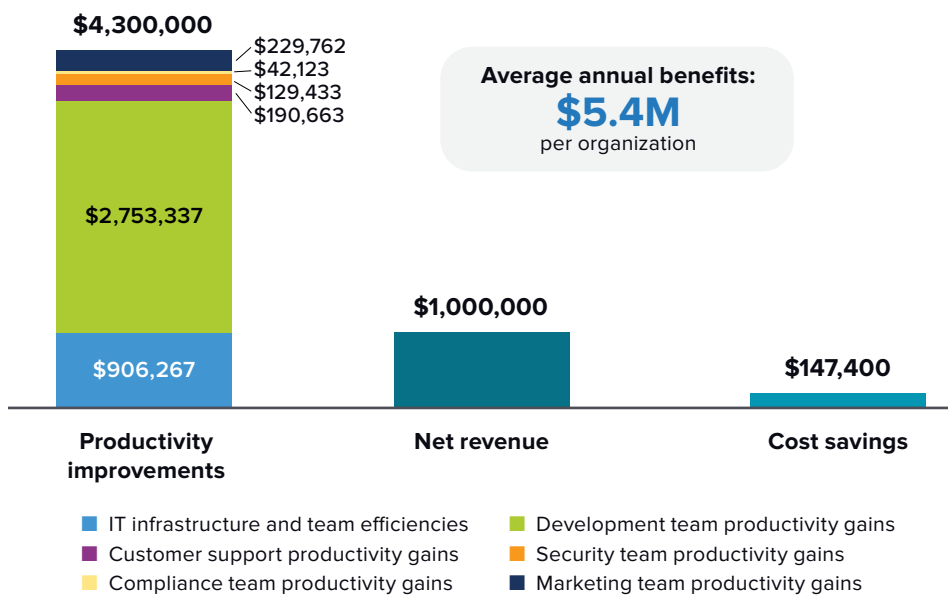 $4,300,000
$229,762
$42,123
$129,433
$190,663
Average annual benefits:
$5.4M
per organization
$2,753,337
$906,267
$1,000,000
$147,400
Productivity
improvements
Net revenue
Cost savings
IT infrastructure and team efficiencies
Development team productivity gains
Customer support productivity gains
Security team productivity gains
Compliance team productivity gains
Marketing team productivity gains